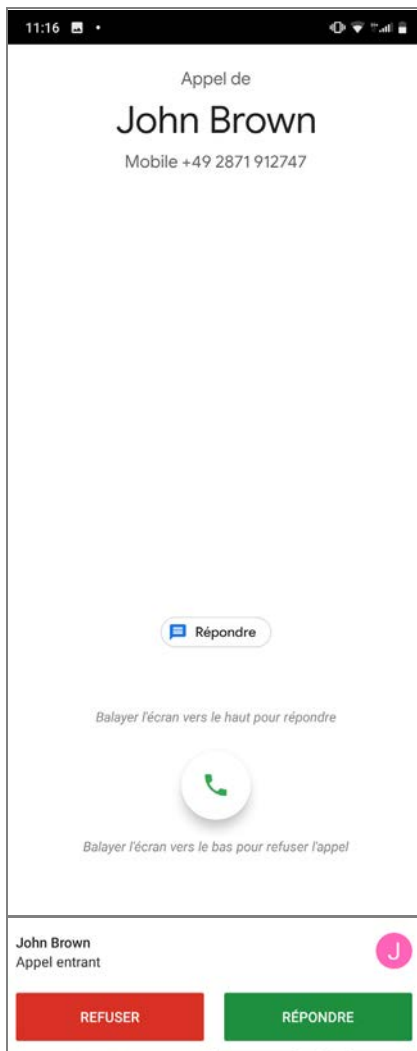 11:16
Appel de
John Brown
Mobile +49 2871 912747
Répondre
Balayer l'écran vers le haut pour répondre
Balayer l'écran vers le bas pour refuser l'appel
John Brown
Appel entrant
J
REFUSER RÉPONDRE